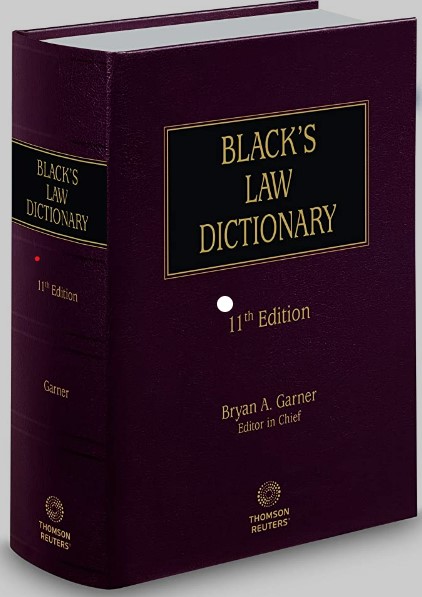 BLACK'S
LAW
DICTIONARY
11th Edition
Garner
THOMSON
REUTERS
BLACK'S
LAW
DICTIONARY
11th Edition
Bryan A. Garner
Editor in Chief
THOMSON
REUTERS®